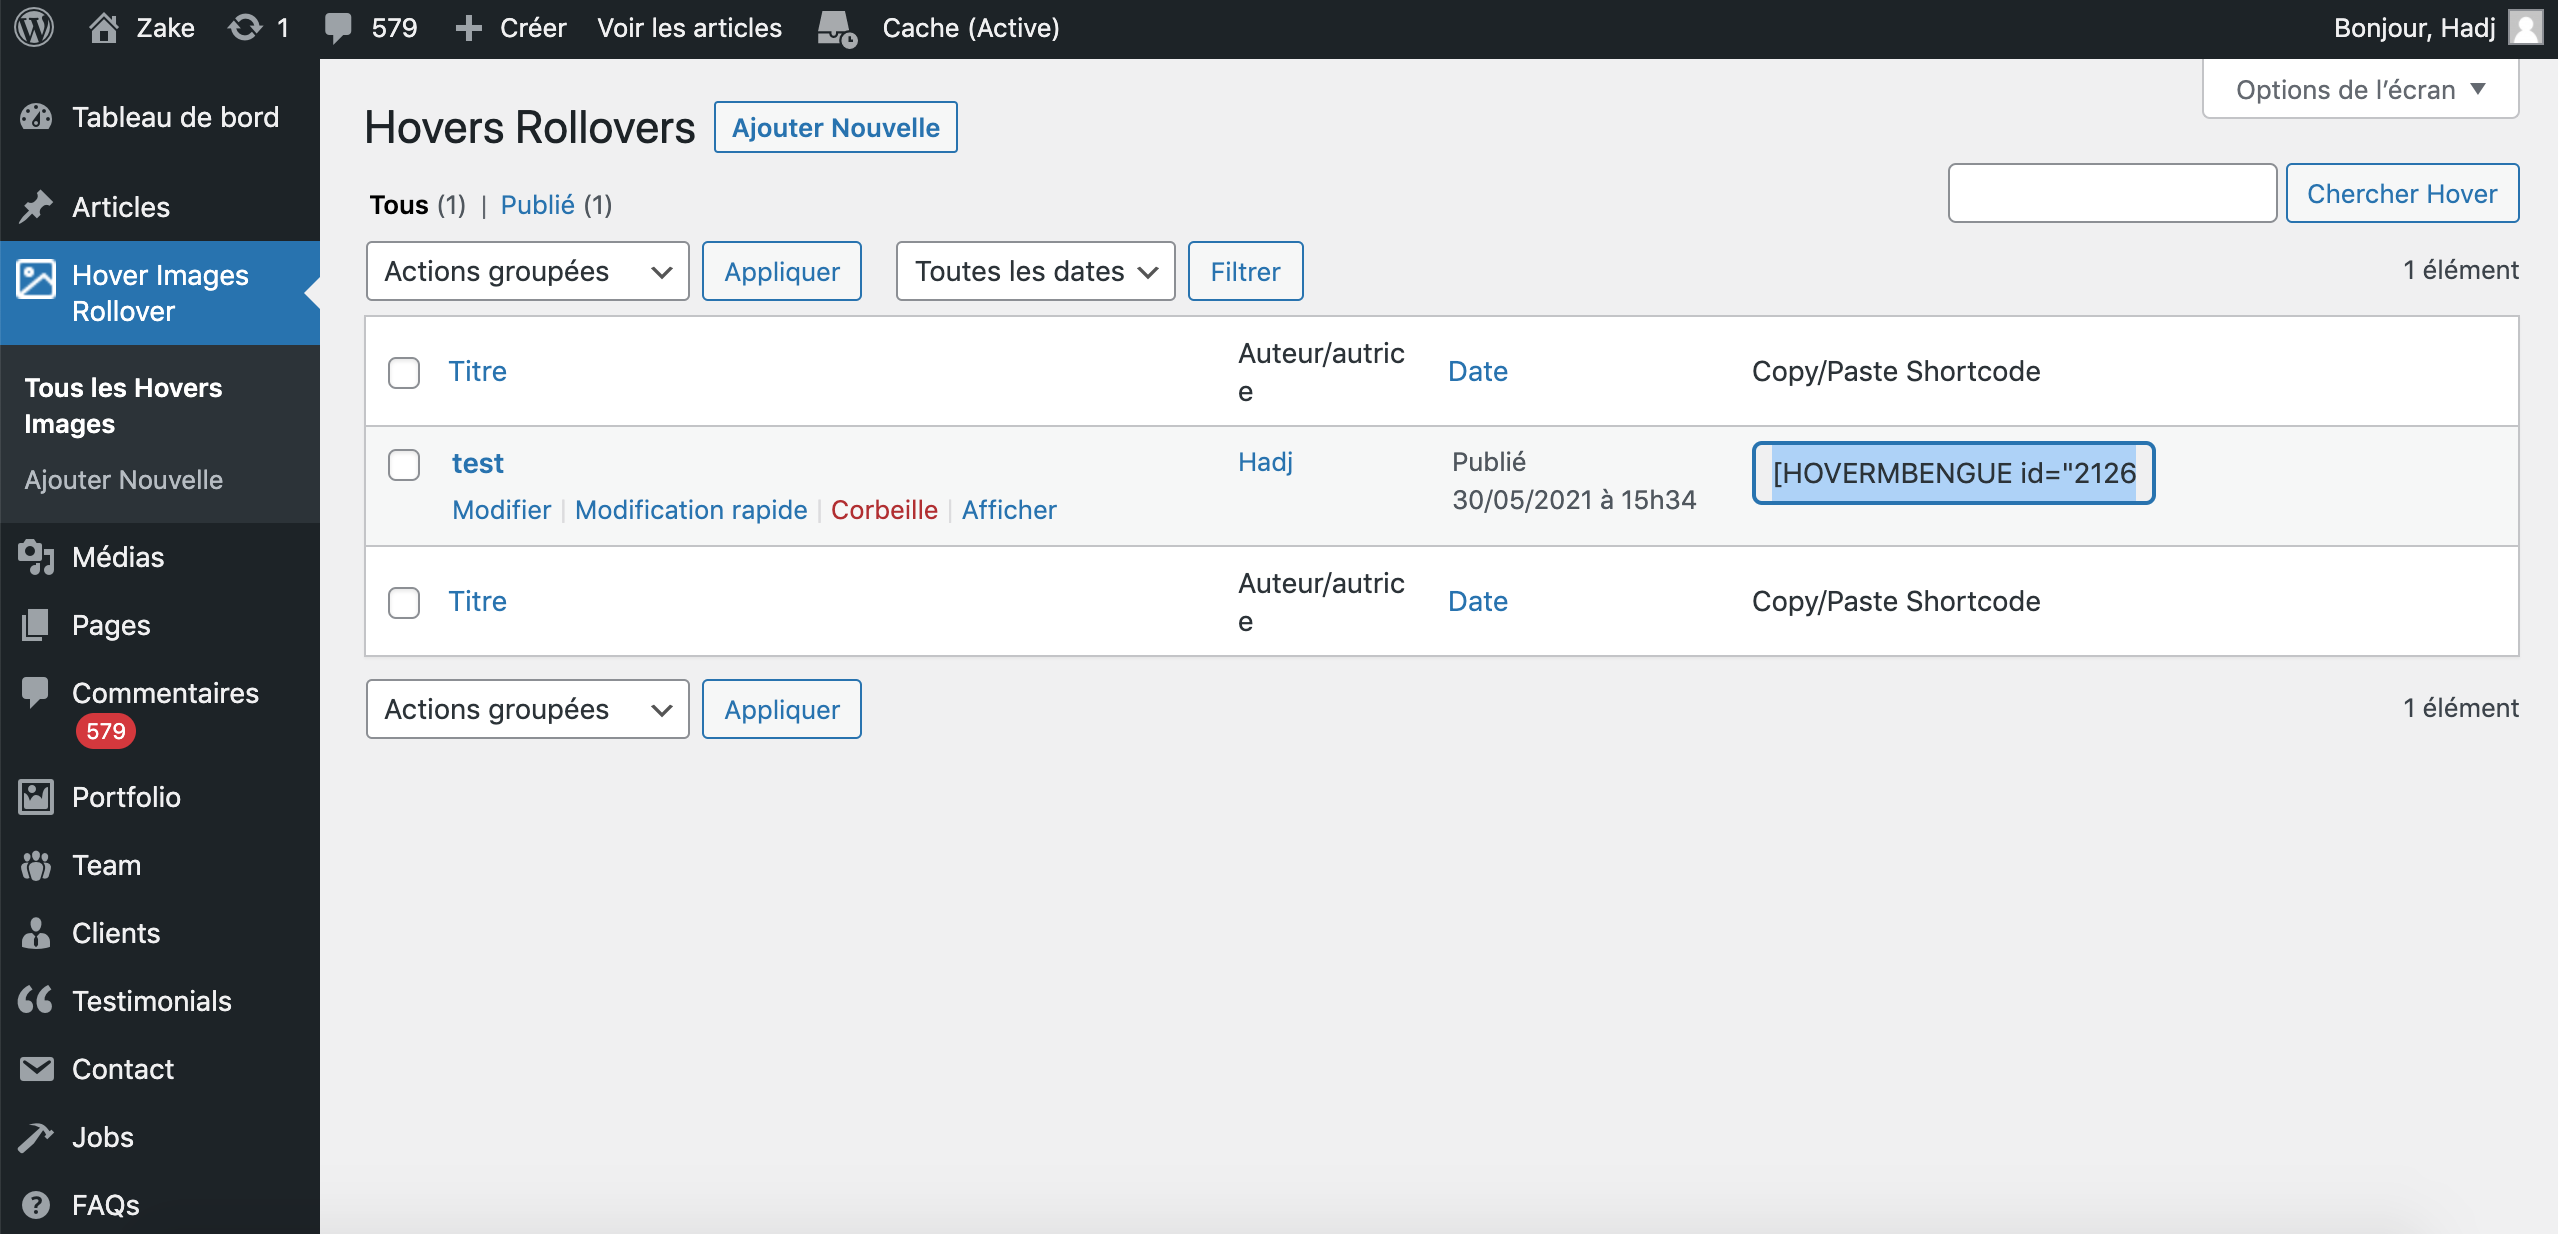 Zake 1 579 Créer Voir les articles Cache (Active) Bonjour, Hadj
Options de l’écran ▼
Tableau de bord
Articles
Hover Images
Rollover
Tous les Hovers
Images
Ajouter Nouvelle
Médias
Pages
Commentaires
579
Portfolio
Team
Clients
Testimonials
Contact
Jobs
FAQs
Hovers Rollovers Ajouter Nouvelle
Tous (1) | Publié (1)
Chercher Hover
Actions groupées Appliquer Toutes les dates Filtrer 1 élément
Titre Auteur/autric
e Date Copy/Paste Shortcode
test Hadj Publié
30/05/2021 à 15h34 [HOVERMBENGUE id="2126
Modifier | Modification rapide | Corbeille | Afficher
Titre Auteur/autric
e Date Copy/Paste Shortcode
Actions groupées Appliquer 1 élément